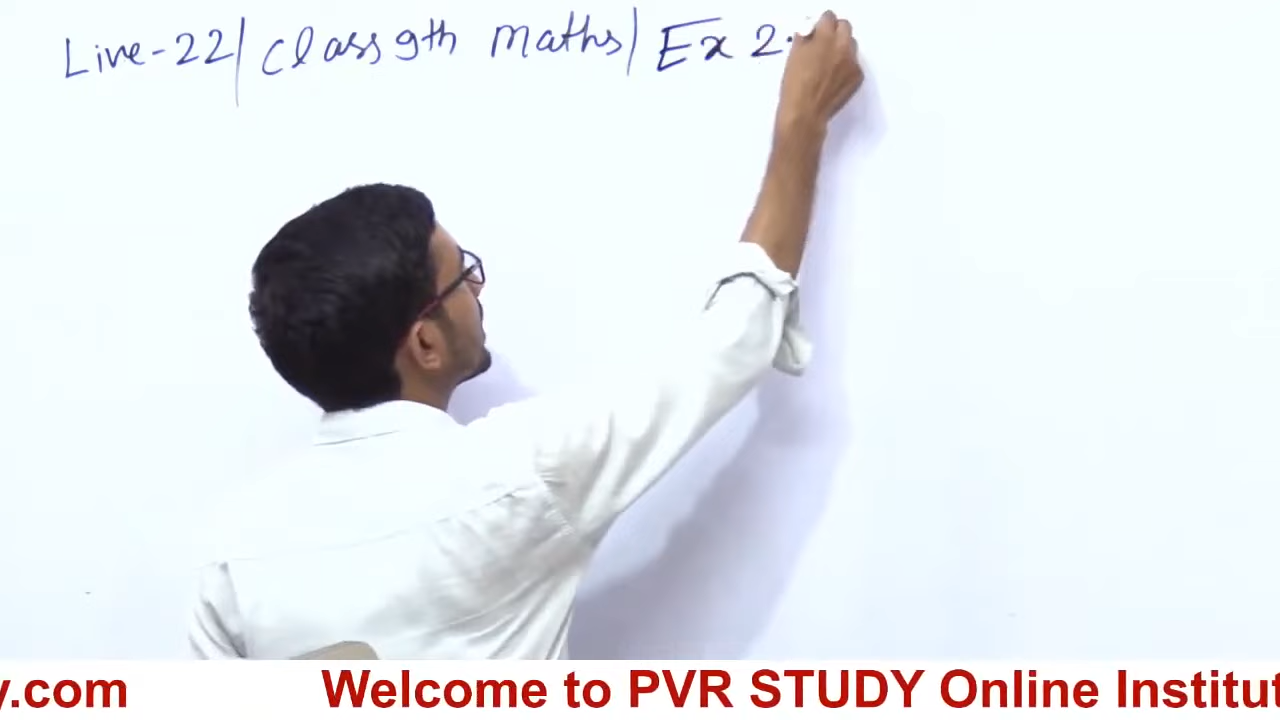 Live-22| Class 9th maths| Ex 2.
y.com Welcome to PVR STUDY Online Institut